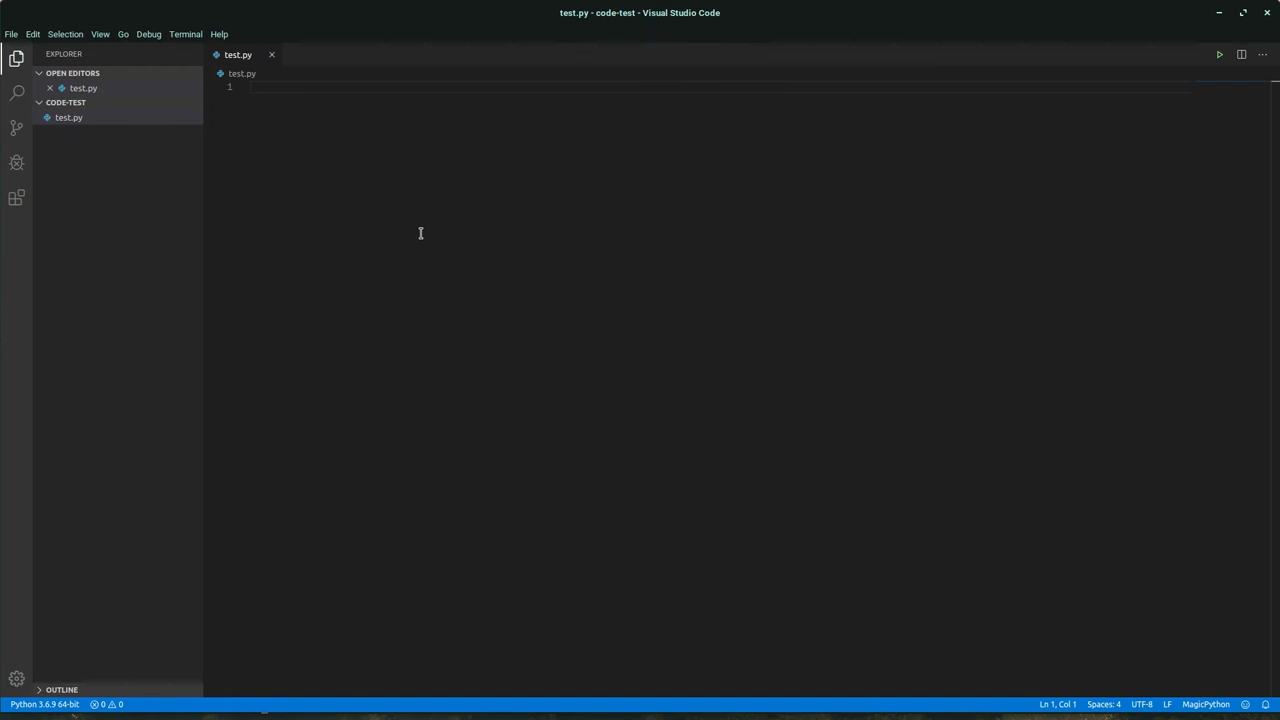 test.py - code-test - Visual Studio Code
File Edit Selection View Go Debug Terminal Help
EXPLORER
OPEN EDITORS
test.py
CODE-TEST
test.py
OUTLINE
test.py
test.py
1
Python 3.6.9 64-bit 0 0 Ln 1, Col 1 Spaces: 4 UTF-8 LF MagicPython